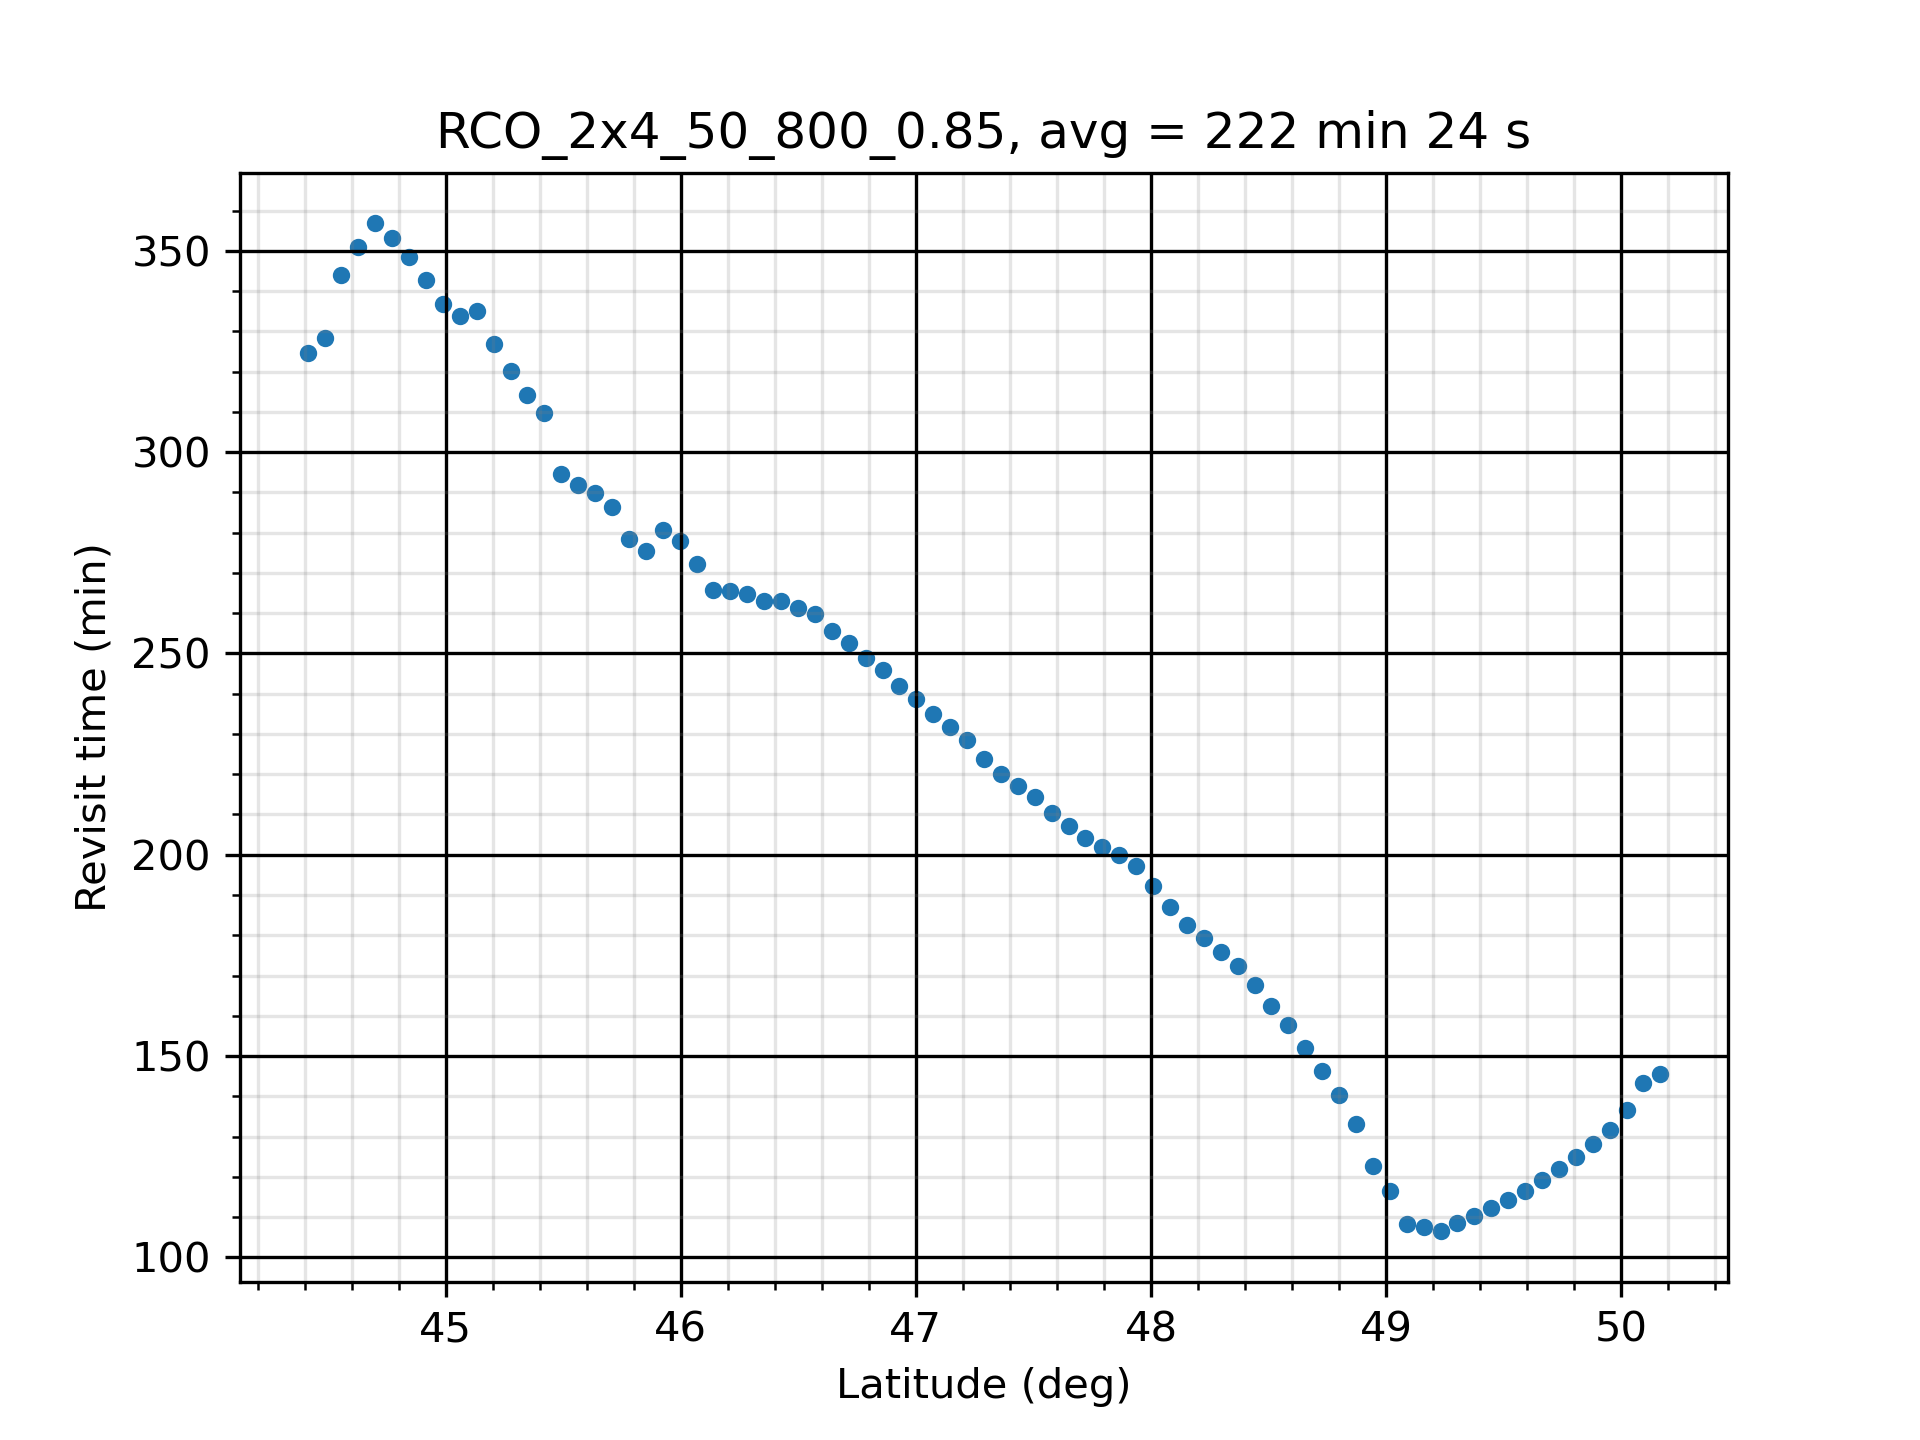 RCO_2x4_50_800_0.85, avg = 222 min 24 s
Revisit time (min)
350
300
250
200
150
100
45 46 47 48 49 50
Latitude (deg)